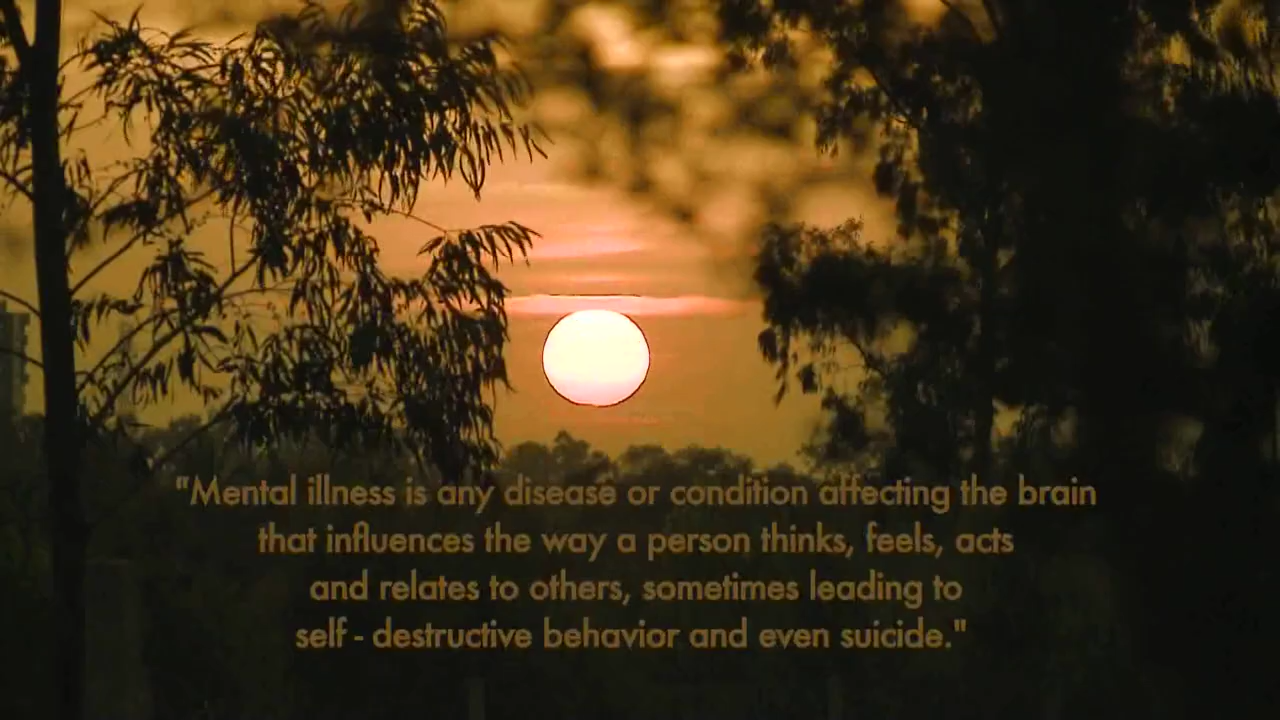 "Mental illness is any disease or condition affecting the brain
that influences the way a person thinks, feels, acts
and relates to others, sometimes leading to
self - destructive behavior and even suicide."